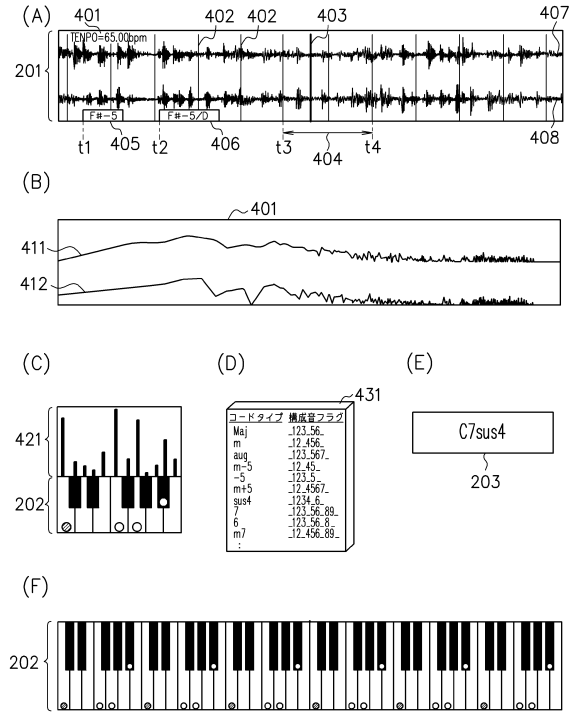 (A)
401
402
402
403
407
TENPO=65.00bpm
201
F#-5
F#-5/D
t1
405
t2
406
t3
404
t4
408
(B)
401
411
412
(C)
(D)
(E)
431
421
コードタイプ 構成音フラグ
Maj _123_56_
m _12_456_
aug _123_567_
m-5 _12_45_
-5 _123_5_
m+5 _12_4567_
sus4 _1234_6_
7 _123_56_89_
6 _123_56_8_
m7 _12_456_89_
:
C7sus4
203
202
(F)
202